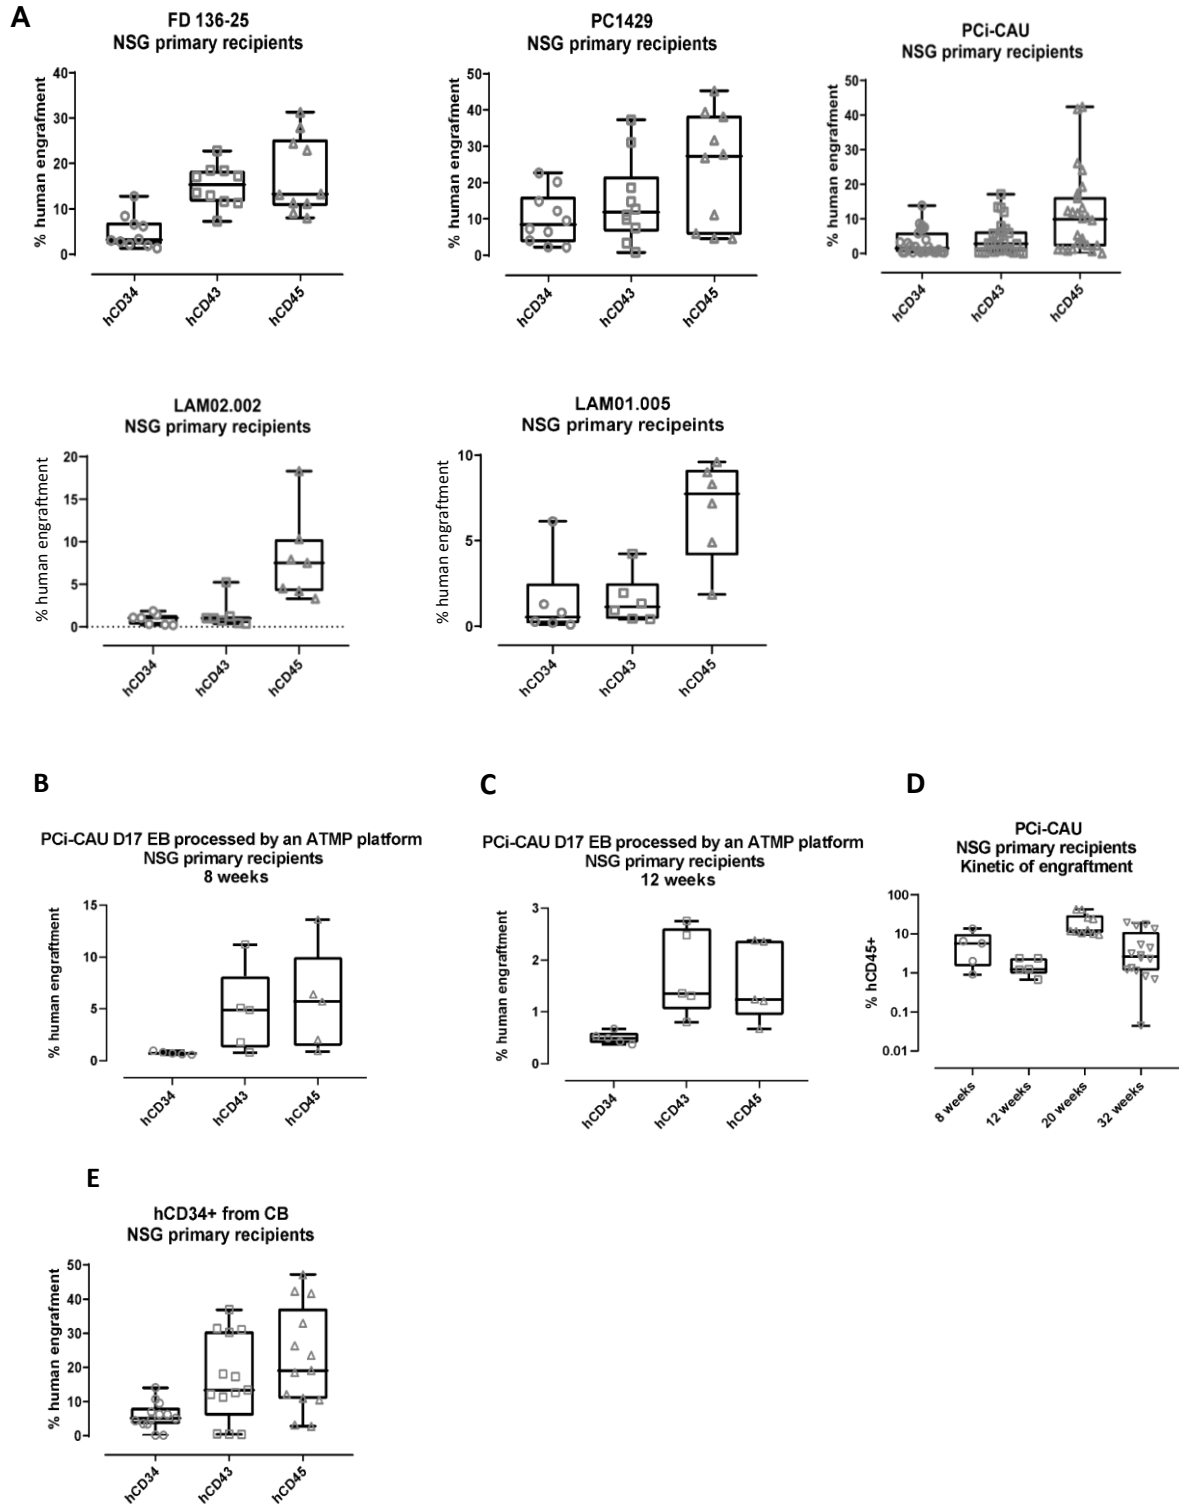 A
FD 136-25
NSG primary recipients
% human engrafment
40
30
20
10
0
hCD34
hCD43
hCD45
PC1429
NSG primary recipients
% human engrafment
50
40
30
20
10
0
hCD34
hCD43
hCD45
PCi-CAU
NSG primary recipients
% human engrafment
50
40
30
20
10
0
hCD34
hCD43
hCD45
LAM02.002
NSG primary recipients
% human engraftment
20
15
10
5
0
hCD34
hCD43
hCD45
LAM01.005
NSG primary recipeints
% human engraftment
10
5
0
hCD34
hCD43
hCD45
B
PCi-CAU D17 EB processed by an ATMP platform
NSG primary recipients
8 weeks
% human engraftment
15
10
5
0
hCD34
hCD43
hCD45
C
PCi-CAU D17 EB processed by an ATMP platform
NSG primary recipients
12 weeks
% human engraftment
3
2
1
0
hCD34
hCD43
hCD45
D
PCi-CAU
NSG primary recipients
Kinetic of engraftment
% hCD45+
100
10
1
0.1
0.01
8 weeks
12 weeks
20 weeks
32 weeks
E
hCD34+ from CB
NSG primary recipients
% human engrafment
50
40
30
20
10
0
hCD34
hCD43
hCD45